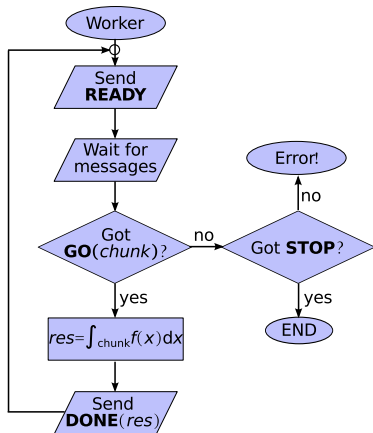 Worker
Send
READY
Wait for
messages
Got
GO(chunk)?
no
Got STOP?
no
Error!
yes
END
yes
res=∫chunk f(x)dx
Send
DONE(res)